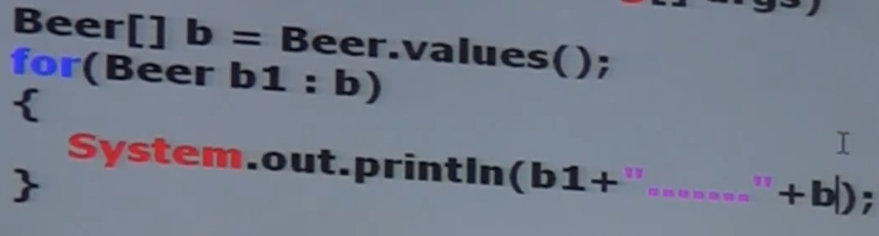 Beer[] b = Beer.values();
for(Beer b1 : b)
{
System.out.println(b1+"......."+b);
}